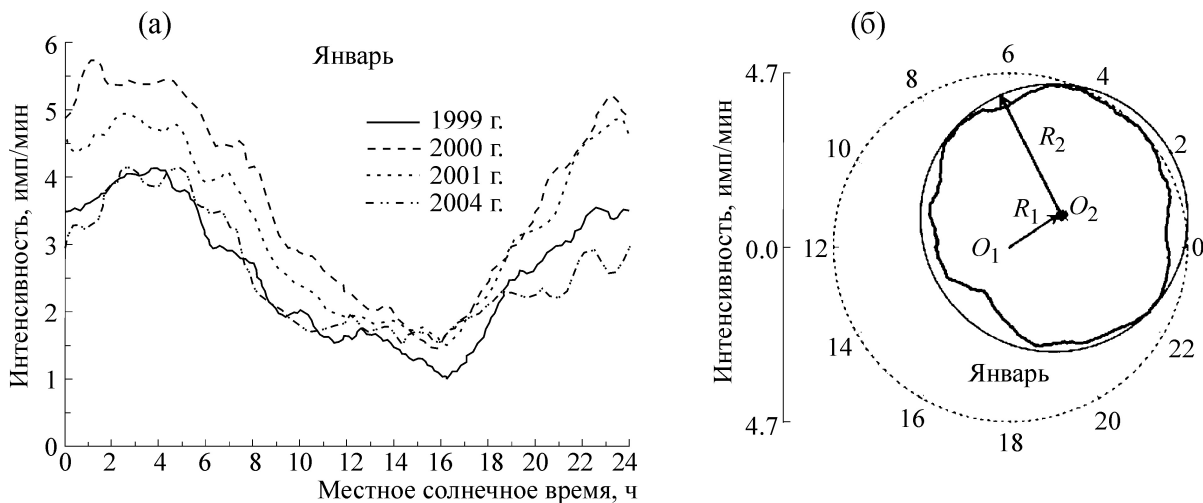 (а)
Январь
1999 г.
2000 г.
2001 г.
2004 г.
Интенсивность, имп/мин
6
5
4
3
2
1
0
0 2 4 6 8 10 12 14 16 18 20 22 24
Местное солнечное время, ч
(б)
Интенсивность, имп/мин
4.7
0.0
4.7
6
8
4
10
2
12
0
14
22
16
20
18
R2
R1
O2
O1
Январь